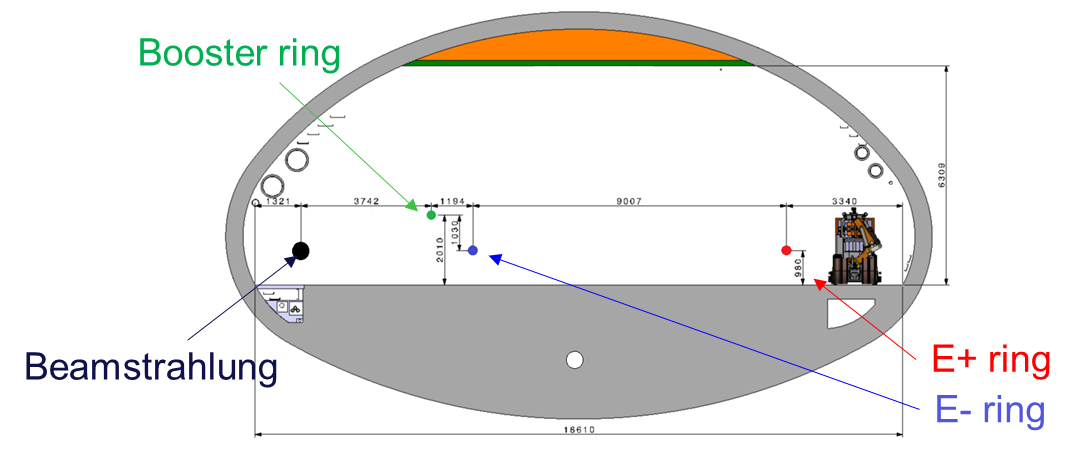 Booster ring
6309
1321
3742
1194
9007
3340
1030
2010
980
Beamstrahlung
E+ ring
E- ring
18610